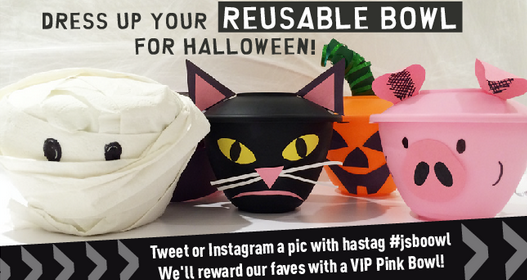 DRESS UP YOUR REUSABLE BOWL
FOR HALLOWEEN!
Tweet or Instagram a pic with hastag #jsboowl
We'll reward our faves with a VIP Pink Bowl!